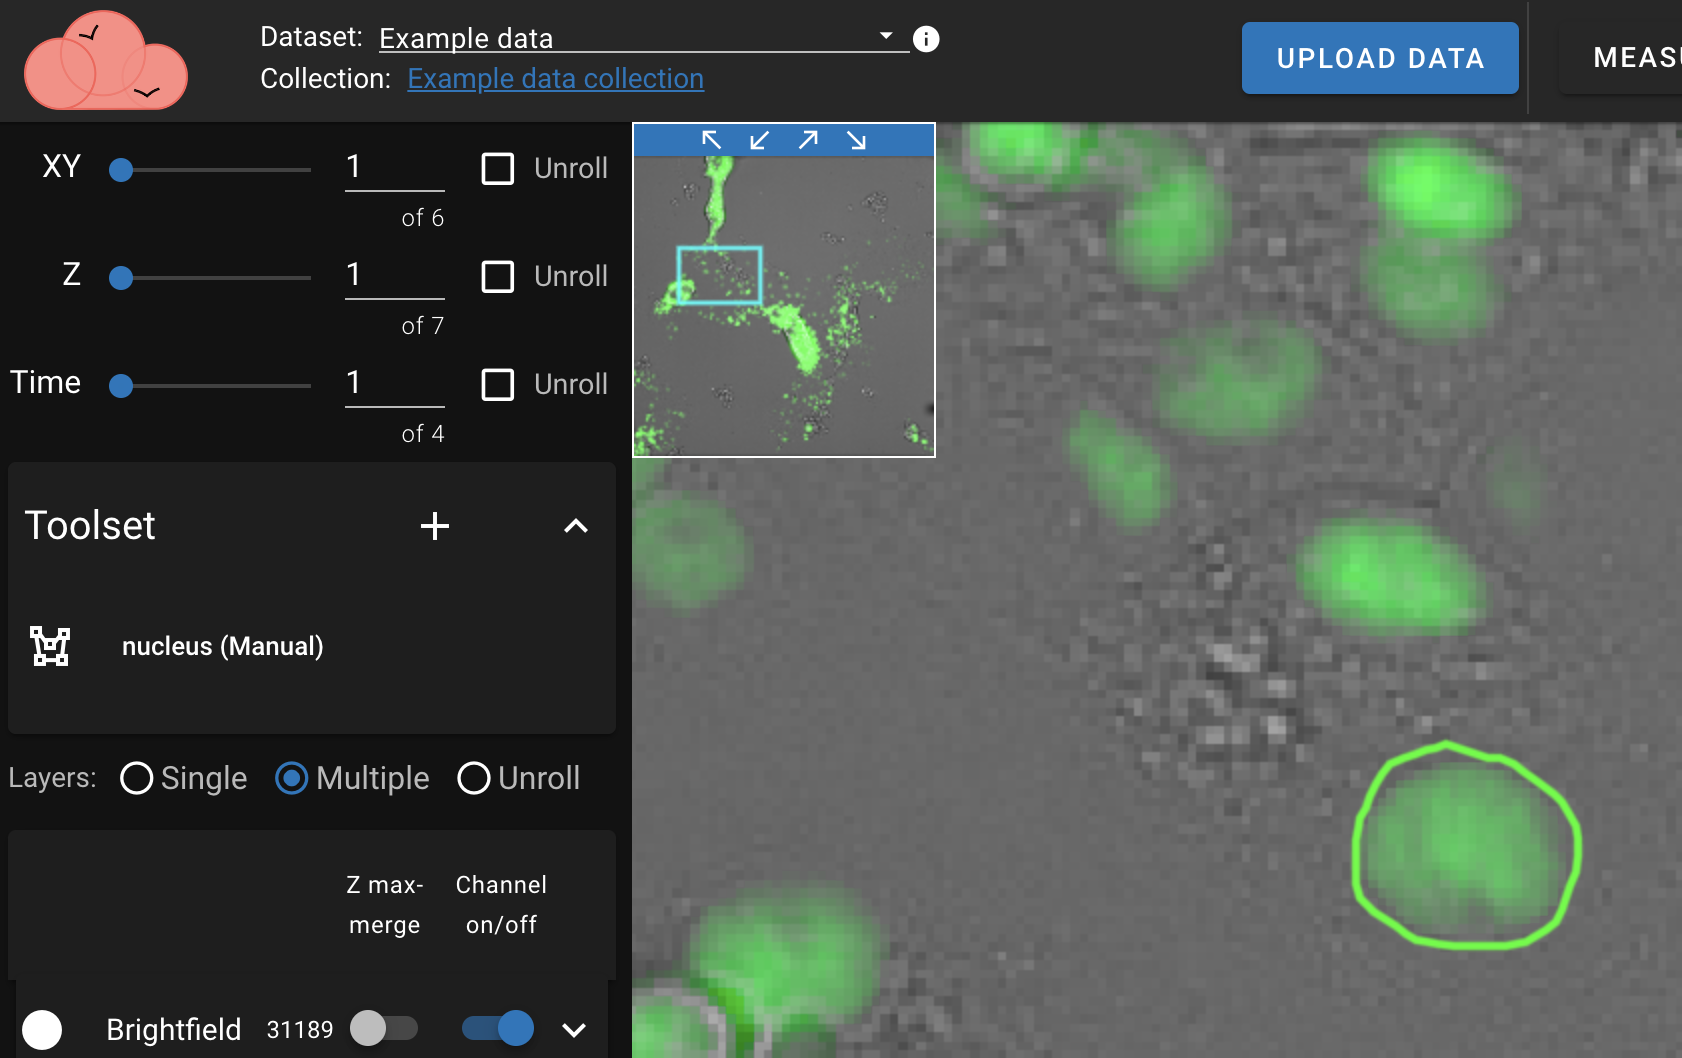 Dataset: Example data
Collection: Example data collection
UPLOAD DATA
XY 1 Unroll
of 6
Z 1 Unroll
of 7
Time 1 Unroll
of 4
Toolset
nucleus (Manual)
Layers: Single Multiple Unroll
Z max-
merge
Channel
on/off
Brightfield 31189